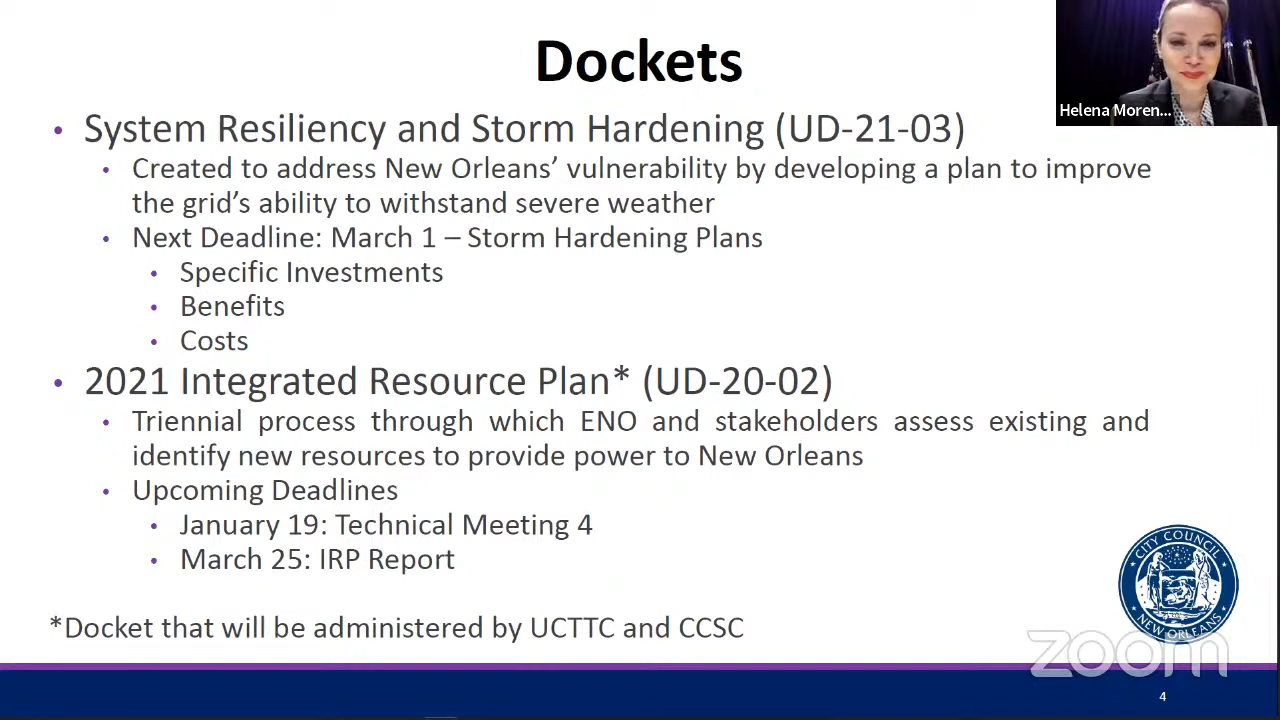 Dockets
Helena Moren...
• System Resiliency and Storm Hardening (UD-21-03)
• Created to address New Orleans’ vulnerability by developing a plan to improve
the grid’s ability to withstand severe weather
• Next Deadline: March 1 – Storm Hardening Plans
• Specific Investments
• Benefits
• Costs
• 2021 Integrated Resource Plan* (UD-20-02)
• Triennial process through which ENO and stakeholders assess existing and
identify new resources to provide power to New Orleans
• Upcoming Deadlines
• January 19: Technical Meeting 4
• March 25: IRP Report
CITY COUNCIL
NEW ORLEANS
*Docket that will be administered by UCTTC and CCSC
zoom
4